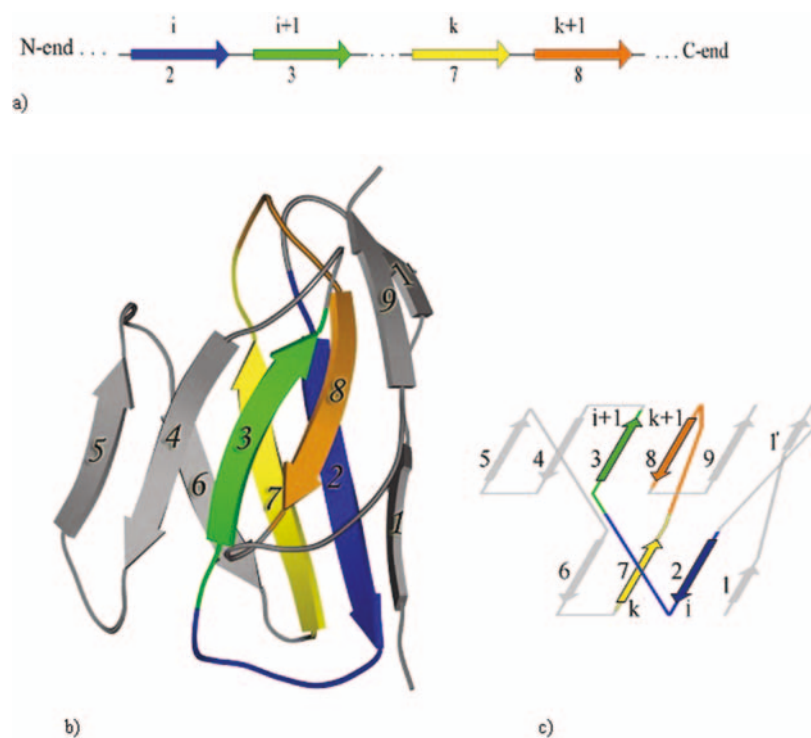 i i+1 k k+1
N-end . . . . . . . . . C-end
2 3 7 8
a)
1
9
8
5 4 3
6 7 2
1
i+1 k+1 1'
5 4 3 8 9
6 7 2 1
k i
b) c)